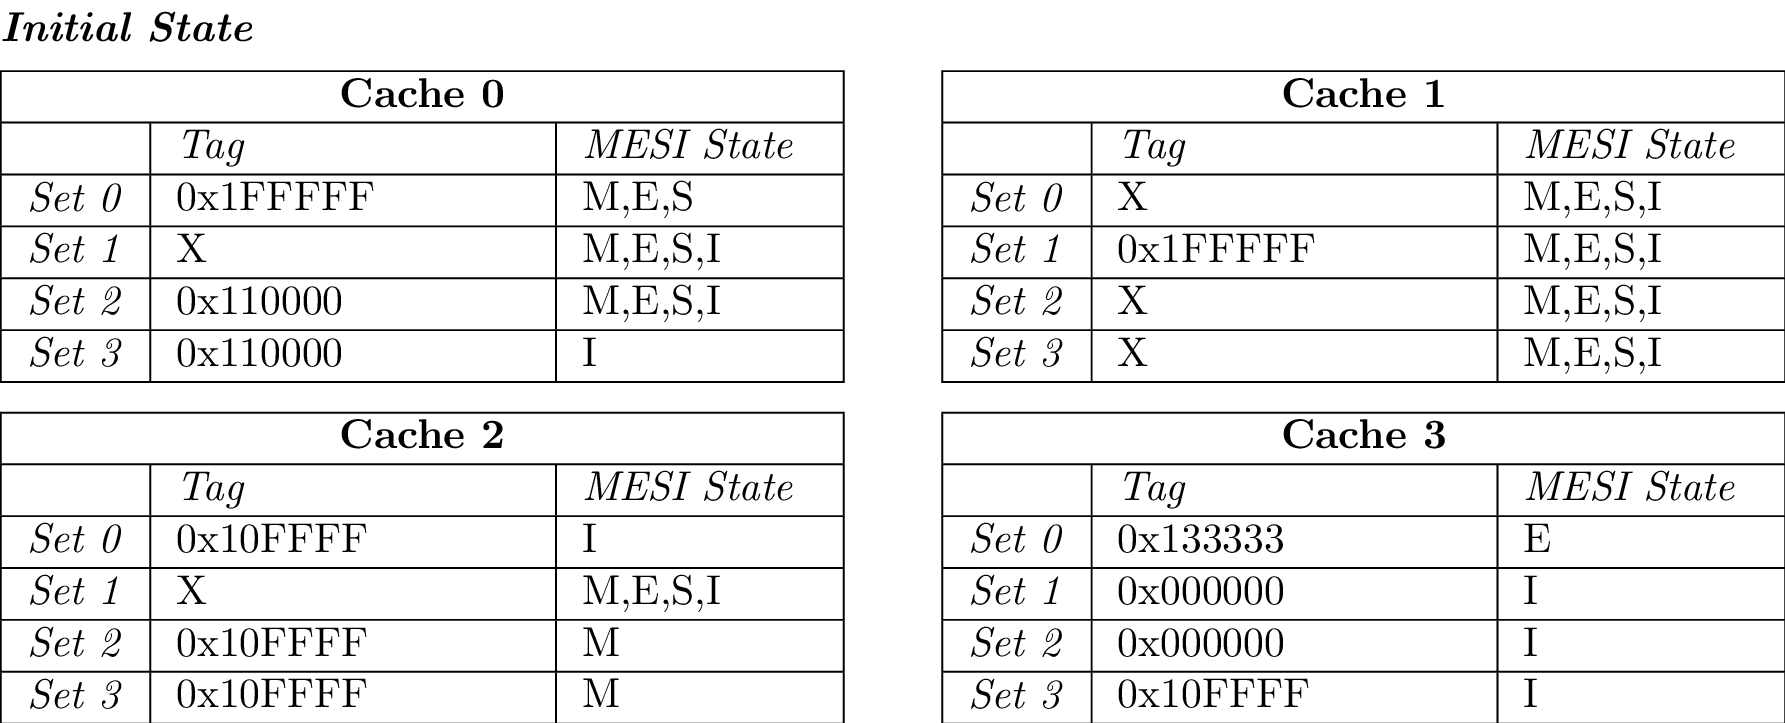 Initial State
Cache 0
Tag MESI State
Set 0 0x1FFFFF M,E,S
Set 1 X M,E,S,I
Set 2 0x110000 M,E,S,I
Set 3 0x110000 I
Cache 1
Tag MESI State
Set 0 X M,E,S,I
Set 1 0x1FFFFF M,E,S,I
Set 2 X M,E,S,I
Set 3 X M,E,S,I
Cache 2
Tag MESI State
Set 0 0x10FFFF I
Set 1 X M,E,S,I
Set 2 0x10FFFF M
Set 3 0x10FFFF M
Cache 3
Tag MESI State
Set 0 0x133333 E
Set 1 0x000000 I
Set 2 0x000000 I
Set 3 0x10FFFF I